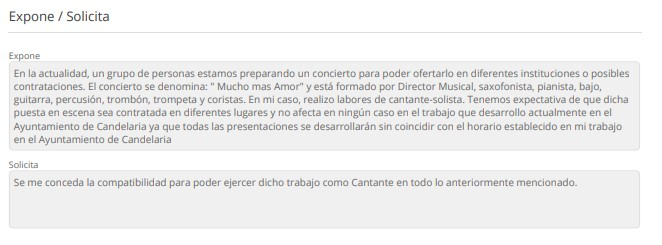 Expone / Solicita
Expone
En la actualidad, un grupo de personas estamos preparando un concierto para poder ofertarlo en diferentes instituciones o posibles
contrataciones. El concierto se denomina: " Mucho mas Amor" y está formado por Director Musical, saxofonista, pianista, bajo,
guitarra, percusión, trombón, trompeta y coristas. En mi caso, realizo labores de cantante-solista. Tenemos expectativa de que dicha
puesta en escena sea contratada en diferentes lugares y no afecta en ningún caso en el trabajo que desarrollo actualmente en el
Ayuntamiento de Candelaria ya que todas las presentaciones se desarrollarán sin coincidir con el horario establecido en mi trabajo
en el Ayuntamiento de Candelaria
Solicita
Se me conceda la compatibilidad para poder ejercer dicho trabajo como Cantante en todo lo anteriormente mencionado.